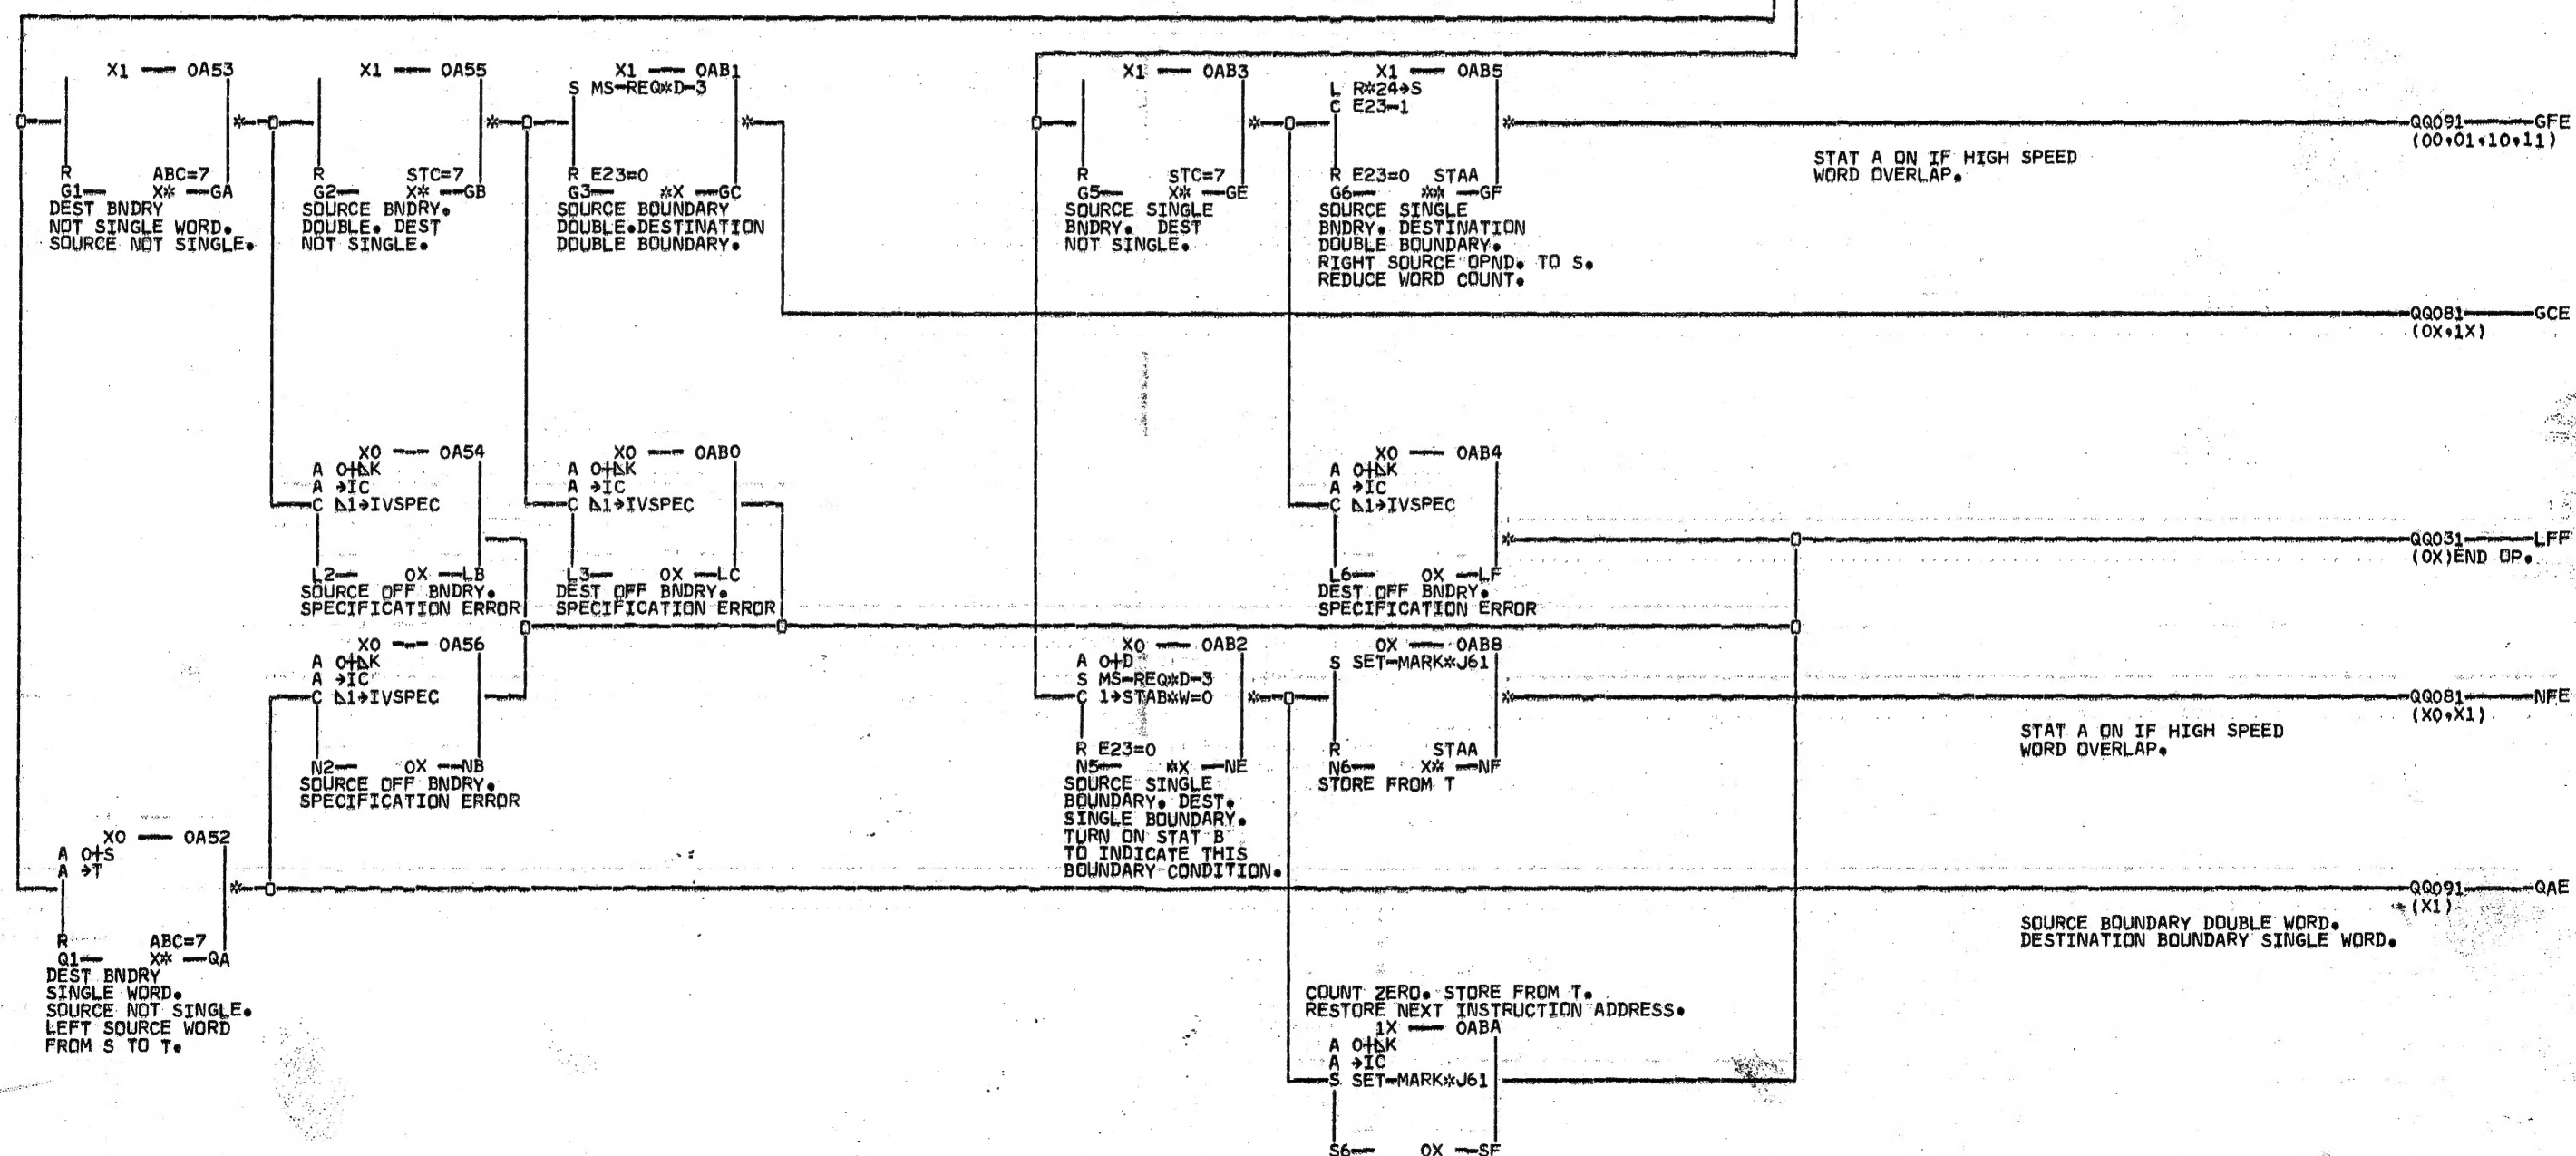 X1 — 0A53
R ABC=7
G1— X* —GA
DEST BNDRY
NOT SINGLE WORD.
SOURCE NOT SINGLE.
X1 — 0A55
R STC=7
G2— X* —GB
SOURCE BNDRY.
DOUBLE. DEST
NOT SINGLE.
X1 — 0AB1
S MS-REQ*D-3
R E23=0
G3— *X —GC
SOURCE BOUNDARY
DOUBLE.DESTINATION
DOUBLE BOUNDARY.
X1 — 0AB3
R STC=7
G5— X* —GE
SOURCE SINGLE
BNDRY. DEST
NOT SINGLE.
X1 — 0AB5
L R*24→S
C E23-1
R E23=0 STAA
G6— ** —GF
SOURCE SINGLE
BNDRY. DESTINATION
DOUBLE BOUNDARY.
RIGHT SOURCE OPND. TO S.
REDUCE WORD COUNT.
QQ091—GFE
(00,01,10,11)
STAT A ON IF HIGH SPEED
WORD OVERLAP.
QQ081—GCE
(0X,1X)
X0 — 0A54
A 0+⊾K
A →IC
C ⊾1→IVSPEC
L2— 0X —LB
SOURCE OFF BNDRY.
SPECIFICATION ERROR
X0 — 0AB0
A 0+⊾K
A →IC
C ⊾1→IVSPEC
L3— 0X —LC
DEST OFF BNDRY.
SPECIFICATION ERROR
X0 — 0AB4
A 0+⊾K
A →IC
C ⊾1→IVSPEC
L6— 0X —LF
DEST OFF BNDRY.
SPECIFICATION ERROR
QQ031—LFF
(0X)END OP.
X0 — 0A56
A 0+⊾K
A →IC
C ⊾1→IVSPEC
N2— 0X —NB
SOURCE OFF BNDRY.
SPECIFICATION ERROR
X0 — 0AB2
A 0+D
S MS-REQ*D-3
C 1→STAB*W=0
R E23=0
N5— *X —NE
SOURCE SINGLE
BOUNDARY. DEST.
SINGLE BOUNDARY.
TURN ON STAT B
TO INDICATE THIS
BOUNDARY CONDITION.
0X — 0AB8
S SET-MARK*J61
R STAA
N6— X* —NF
STORE FROM T
QQ081—NFE
(X0,X1)
STAT A ON IF HIGH SPEED
WORD OVERLAP.
X0 — 0A52
A 0+S
A →T
R ABC=7
Q1— X* —QA
DEST BNDRY
SINGLE WORD.
SOURCE NOT SINGLE.
LEFT SOURCE WORD
FROM S TO T.
QQ091—QAE
(X1)
SOURCE BOUNDARY DOUBLE WORD.
DESTINATION BOUNDARY SINGLE WORD.
COUNT ZERO. STORE FROM T.
RESTORE NEXT INSTRUCTION ADDRESS.
1X — 0ABA
A 0+⊾K
A →IC
S SET-MARK*J61
S6— 0X —SF